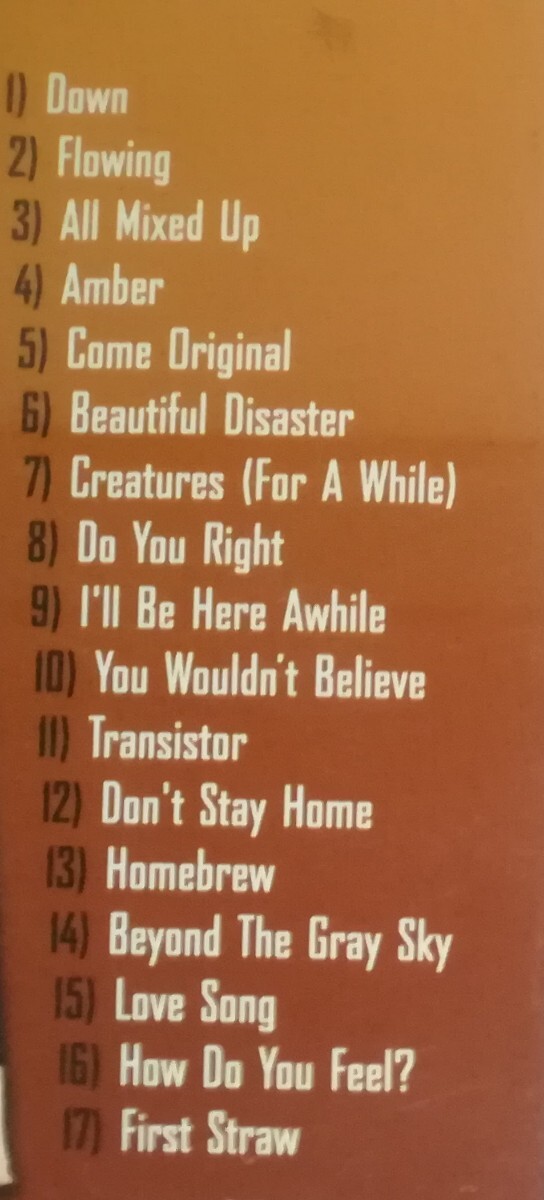 1) Down
2) Flowing
3) All Mixed Up
4) Amber
5) Come Original
6) Beautiful Disaster
7) Creatures (For A While)
8) Do You Right
9) I'll Be Here Awhile
10) You Wouldn't Believe
11) Transistor
12) Don't Stay Home
13) Homebrew
14) Beyond The Gray Sky
15) Love Song
16) How Do You Feel?
17) First Straw